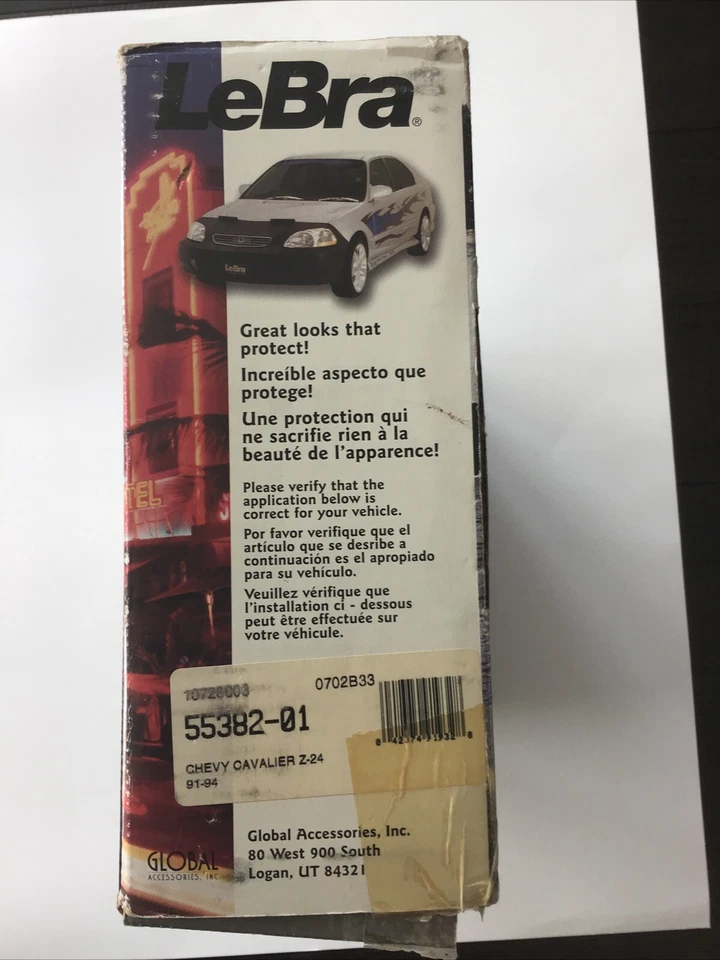 LeBra®
LeBra
Great looks that
protect!
Increíble aspecto que
protege!
Une protection qui
ne sacrifie rien à la
beauté de l'apparence!
TEL
Please verify that the
application below is
correct for your vehicle.
Por favor verifique que el
artículo que se desribe a
continuación es el apropiado
para su vehículo.
Veuillez vérifique que
l'installation ci - dessous
peut être effectuée sur
votre véhicule.
0702B33
55382-01
CHEVY CAVALIER Z-24
91-94
GLOBAL
ACCESSORIES, INC
Global Accessories, Inc.
80 West 900 South
Logan, UT 84321